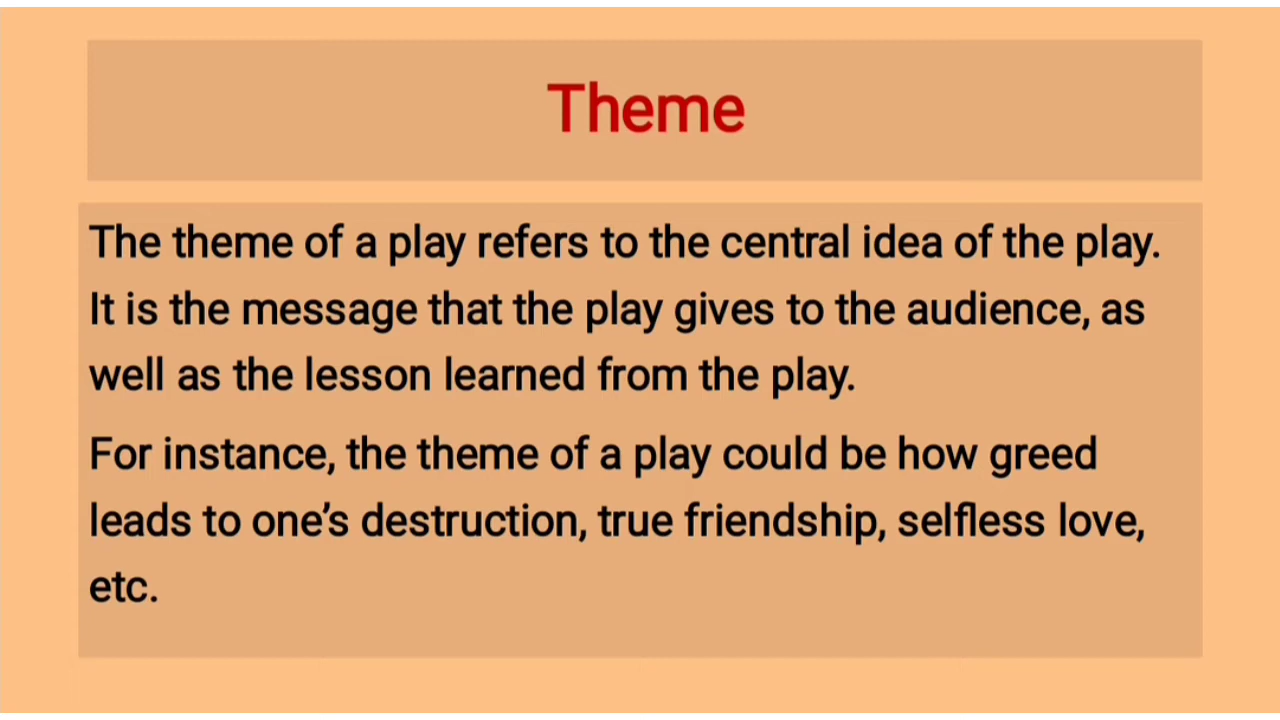 Theme
The theme of a play refers to the central idea of the play.
It is the message that the play gives to the audience, as
well as the lesson learned from the play.
For instance, the theme of a play could be how greed
leads to one’s destruction, true friendship, selfless love,
etc.